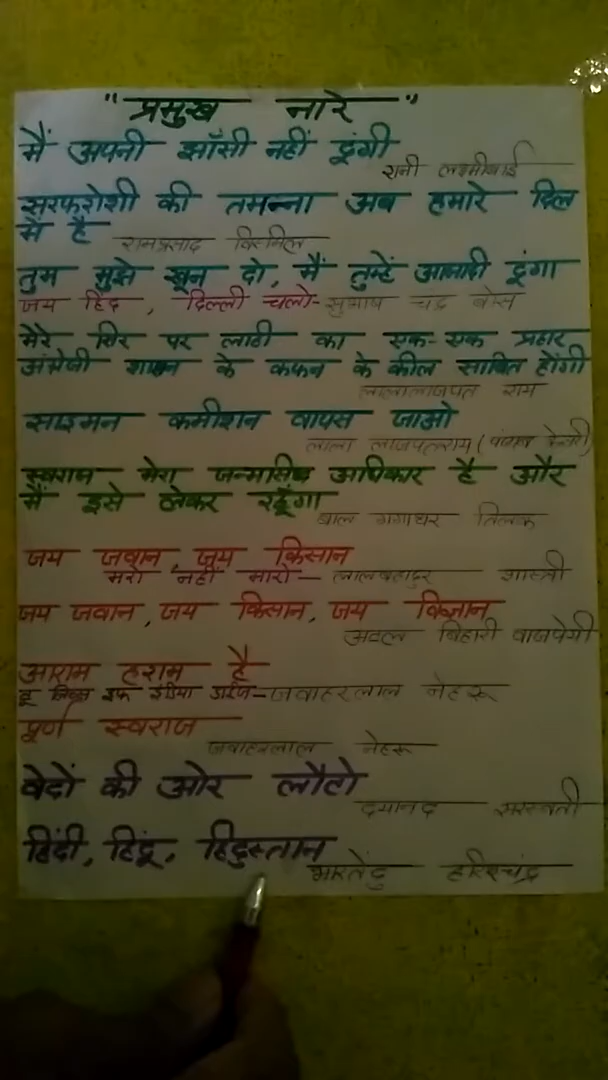 " प्रमुख नारे "
मैं अपनी झाँसी नहीं दूंगी
रानी लक्ष्मीबाई
सरफरोशी की तमन्ना अब हमारे दिल
मे है
रामप्रसाद बिस्मिल
तुम मुझे खून दो, मैं तुम्हें आजादी दूंगा
जय हिंद, दिल्ली चलो-सुभाष चंद्र बोस
मेरे सिर पर लाठी का एक-एक प्रहार
अंग्रेजी शासन के कफन के कील साबित होंगी
लालालाजपत राय
साइमन कमीशन वापस जाओ
लाला लाजपतराय (पंजाब केसरी)
स्वराज मेरा जन्मसिध अधिकार है और
मैं इसे लेकर रहूँगा
बाल गंगाधर तिलक
जय जवान, जय किसान
मरो नहीं मारो- लालबहादुर शास्त्री
जय जवान, जय किसान, जय विज्ञान
अटल बिहारी वाजपेयी
आराम हराम है
हू लिव्स इफ इंडिया डाईज-जवाहरलाल नेहरू
पूर्ण स्वराज
जवाहरलाल नेहरू
वेदों की ओर लौटो
दयानंद सरस्वती
हिंदी, हिंदू, हिंदुस्तान
भारतेंदु हरिश्चंद्र